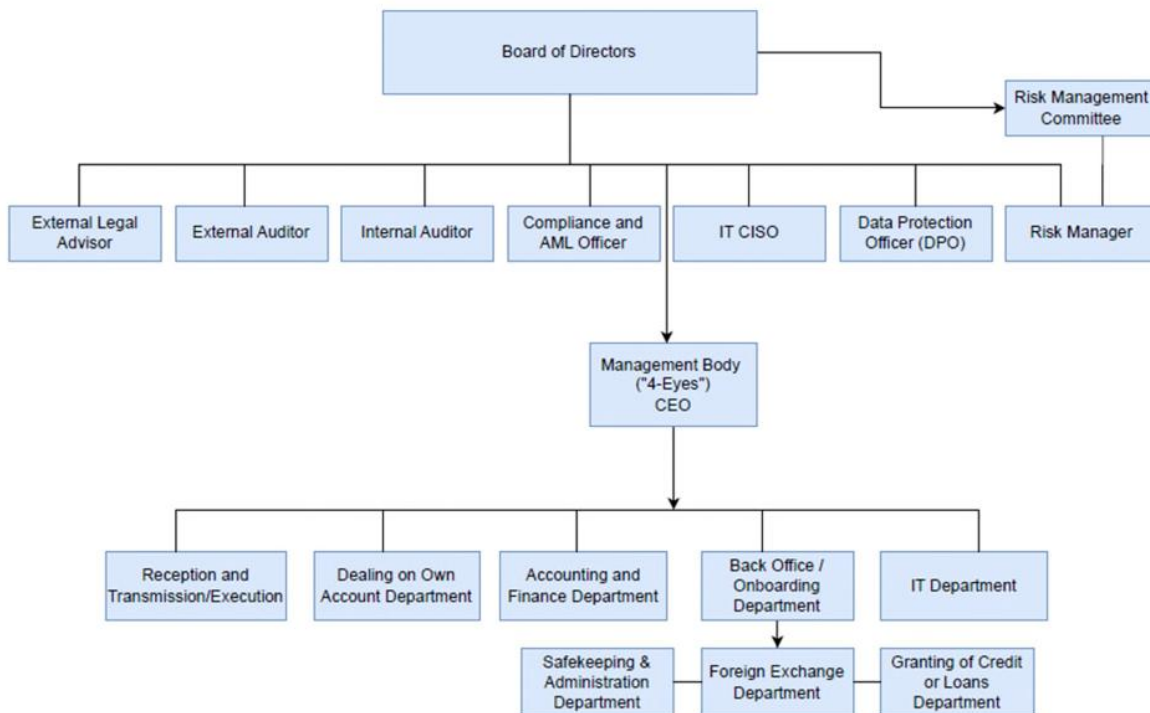 Board of Directors
Risk Management
Committee
External Legal
Advisor
External Auditor
Internal Auditor
Compliance and
AML Officer
IT CISO
Data Protection
Officer (DPO)
Risk Manager
Management Body
("4-Eyes")
CEO
Reception and
Transmission/Execution
Dealing on Own
Account Department
Accounting and
Finance Department
Back Office /
Onboarding
Department
IT Department
Safekeeping &
Administration
Department
Foreign Exchange
Department
Granting of Credit
or Loans
Department